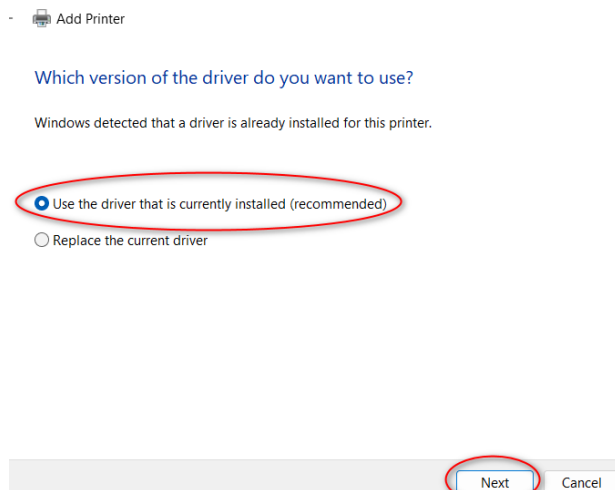 Add Printer
Which version of the driver do you want to use?
Windows detected that a driver is already installed for this printer.
Use the driver that is currently installed (recommended)
Replace the current driver
Next Cancel